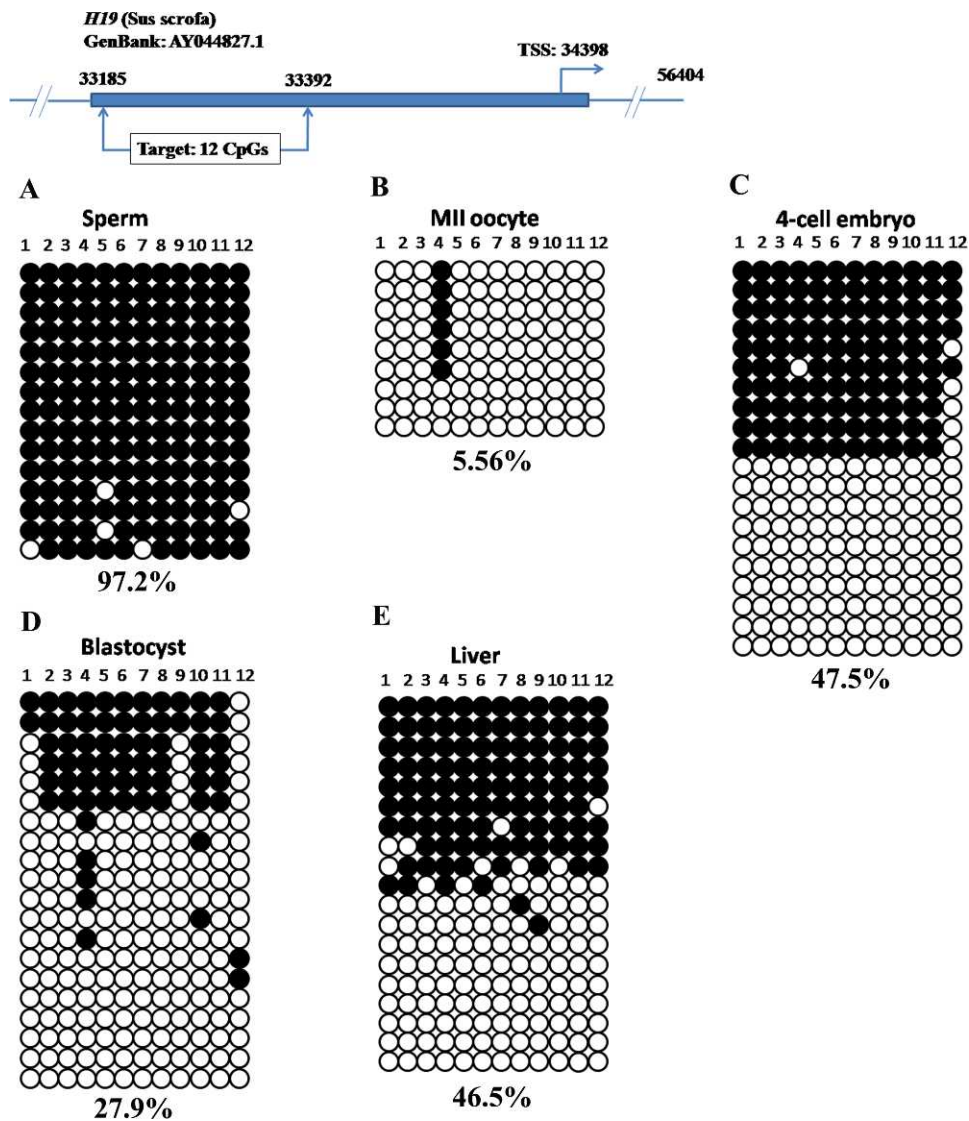 H19 (Sus scrofa)
GenBank: AY044827.1
TSS: 34398
33185
33392
56404
Target: 12 CpGs
A
Sperm
1 2 3 4 5 6 7 8 9 10 11 12
97.2%
B
MII oocyte
1 2 3 4 5 6 7 8 9 10 11 12
5.56%
C
4-cell embryo
1 2 3 4 5 6 7 8 9 10 11 12
47.5%
D
Blastocyst
1 2 3 4 5 6 7 8 9 10 11 12
27.9%
E
Liver
1 2 3 4 5 6 7 8 9 10 11 12
46.5%